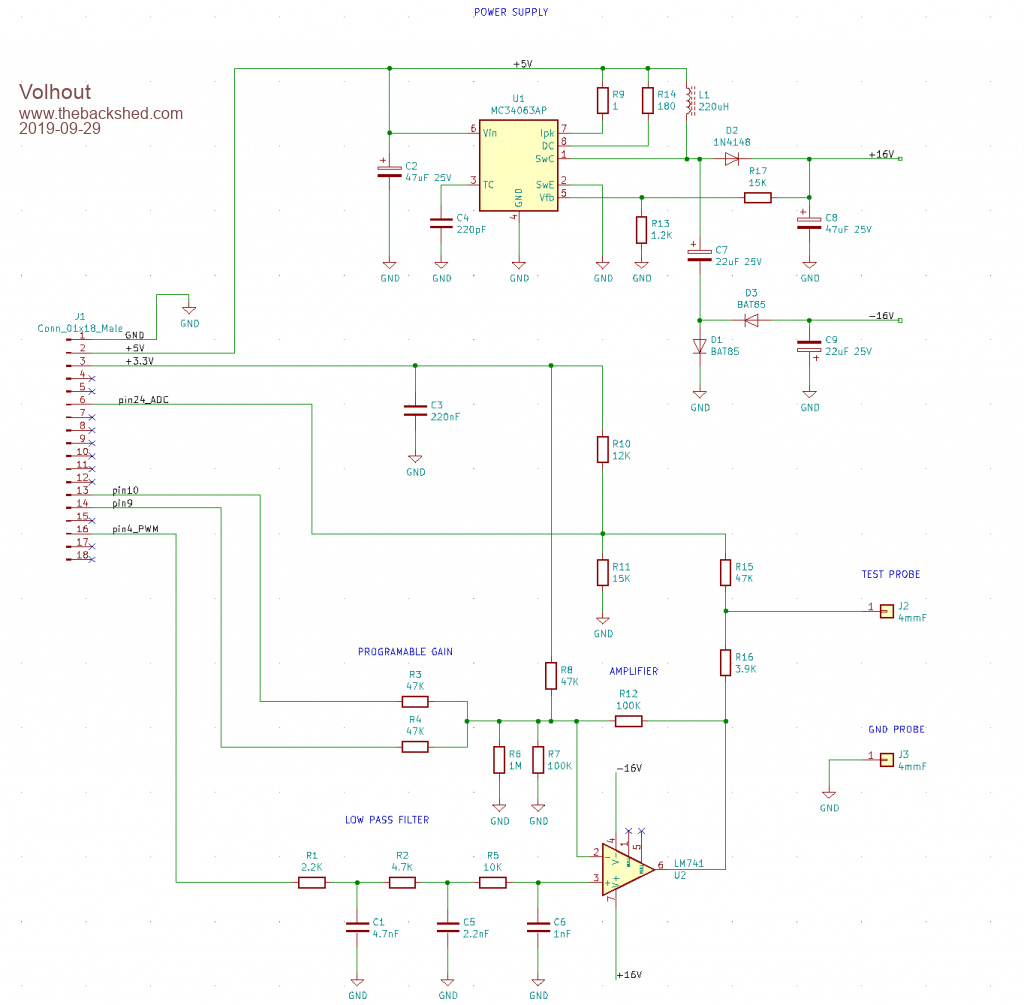 POWER SUPPLY
Volhout
www.thebackshed.com
2019-09-29
+5V
R9
1
R14
180
L1
220uH
U1
MC34063AP
6
Vin
Ipk
7
DC
8
SwC
1
3
TC
SwE
2
Vfb
5
GND
4
C2
47uF 25V
+
C4
220pF
D2
1N4148
+16V
R17
15K
R13
1.2K
+
C8
47uF 25V
+
C7
22uF 25V
GND
GND
GND
GND
GND
GND
D3
BAT85
-16V
D1
BAT85
C9
22uF 25V
+
GND
GND
GND
J1
Conn_01x18_Male
1
GND
2
+5V
3
+3.3V
4
5
6
pin24_ADC
7
8
9
10
11
12
13
pin10
14
pin9
15
16
pin4_PWM
17
18
C3
220nF
GND
R10
12K
R11
15K
GND
R15
47K
TEST PROBE
1
J2
4mmF
R16
3.9K
PROGRAMABLE GAIN
R3
47K
R4
47K
R8
47K
AMPLIFIER
R12
100K
R6
1M
R7
100K
GND
GND
GND PROBE
1
J3
4mmF
GND
-16V
LOW PASS FILTER
R1
2.2K
R2
4.7K
R5
10K
2
3
4
1
5
6
7
-
+
V-
V+
LM741
U2
C1
4.7nF
C5
2.2nF
C6
1nF
GND
GND
GND
+16V